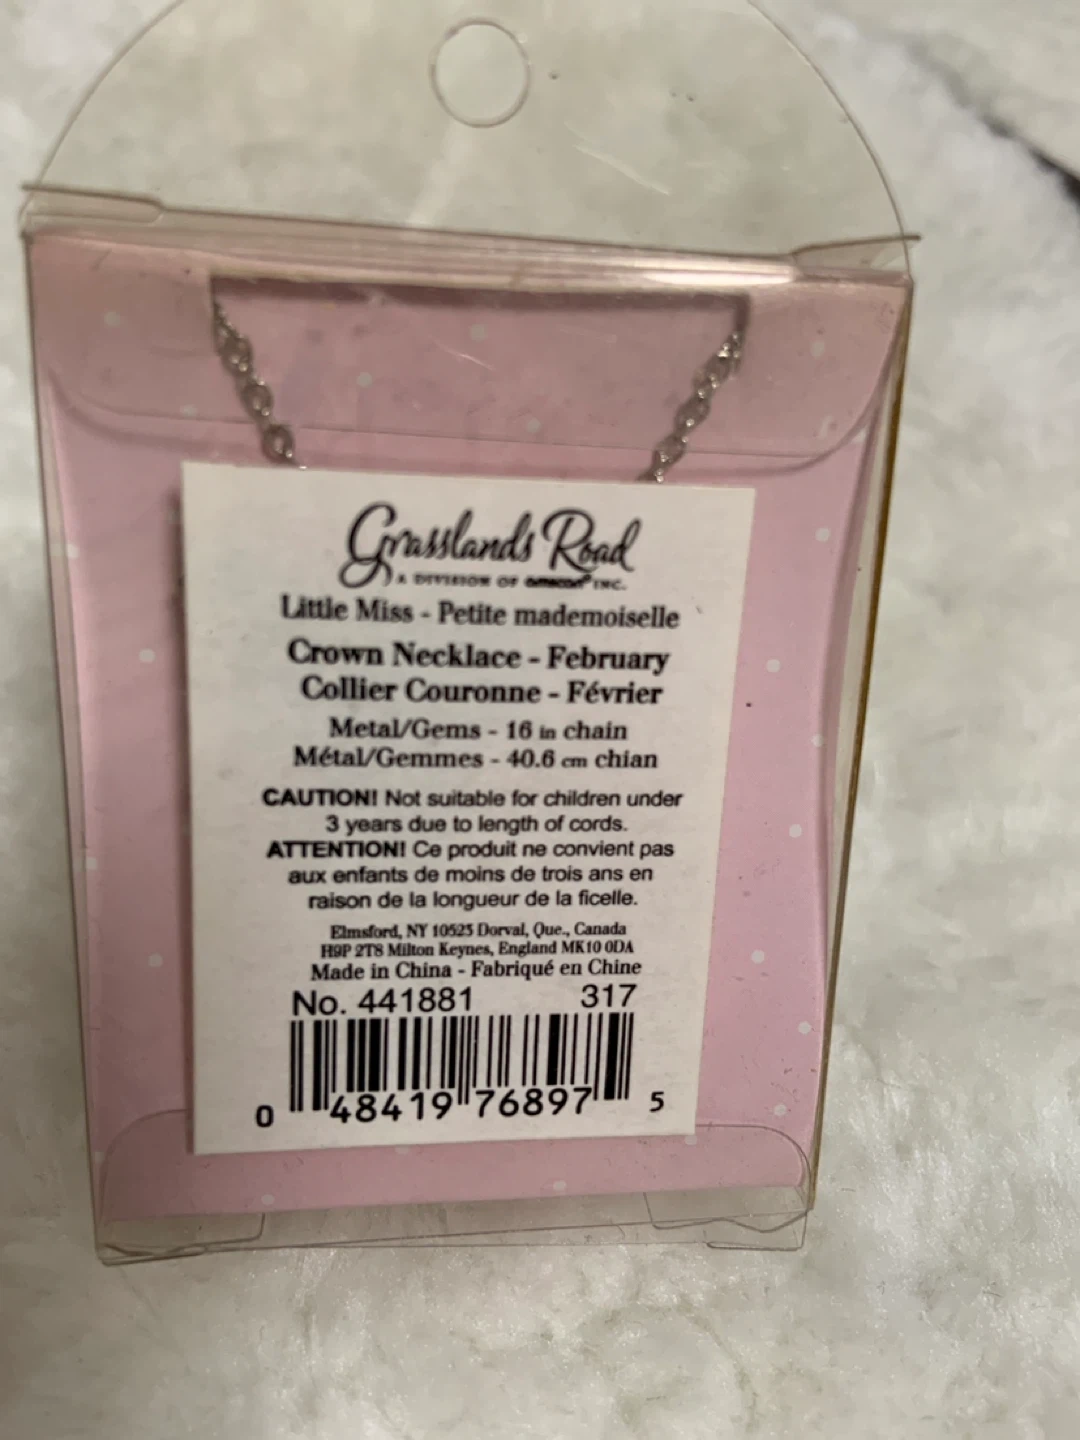 Grasslands Road
A DIVISION OF amscan® INC.
Little Miss - Petite mademoiselle
Crown Necklace - February
Collier Couronne - Février
Metal/Gems - 16 in chain
Métal/Gemmes - 40.6 cm chian
CAUTION! Not suitable for children under
3 years due to length of cords.
ATTENTION! Ce produit ne convient pas
aux enfants de moins de trois ans en
raison de la longueur de la ficelle.
Elmsford, NY 10523 Dorval, Que., Canada
H9P 2T8 Milton Keynes, England MK10 0DA
Made in China - Fabriqué en Chine
No. 441881 317
0 48419 76897 5